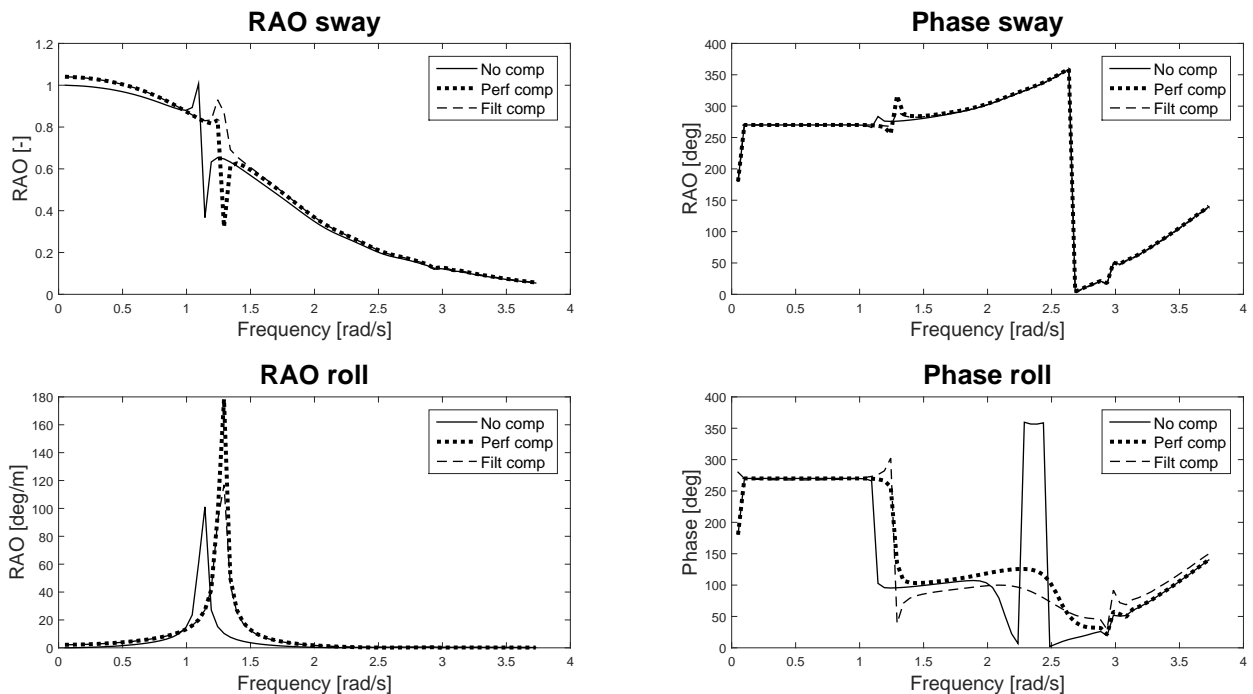 RAO sway
RAO [-]
1.2
1
0.8
0.6
0.4
0.2
0
0 0.5 1 1.5 2 2.5 3 3.5 4
Frequency [rad/s]
No comp
Perf comp
Filt comp
Phase sway
RAO [deg]
400
350
300
250
200
150
100
50
0
0 0.5 1 1.5 2 2.5 3 3.5 4
Frequency [rad/s]
No comp
Perf comp
Filt comp
RAO roll
RAO [deg/m]
180
160
140
120
100
80
60
40
20
0
0 0.5 1 1.5 2 2.5 3 3.5 4
Frequency [rad/s]
No comp
Perf comp
Filt comp
Phase roll
Phase [deg]
400
350
300
250
200
150
100
50
0
0 0.5 1 1.5 2 2.5 3 3.5 4
Frequency [rad/s]
No comp
Perf comp
Filt comp